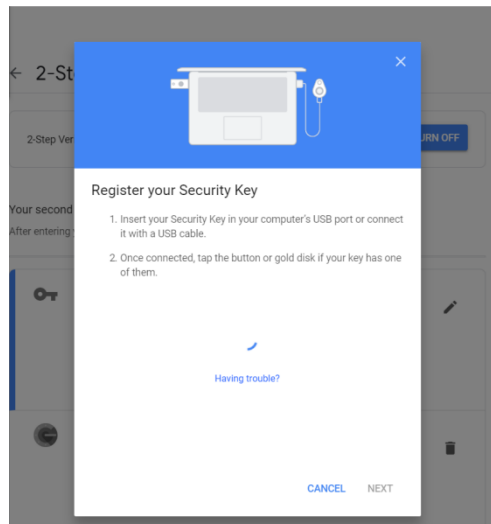 2-St
2-Step Ver
URN OFF
Register your Security Key
1. Insert your Security Key in your computer's USB port or connect
it with a USB cable.
2. Once connected, tap the button or gold disk if your key has one
of them.
Your second
After entering
Having trouble?
CANCEL NEXT